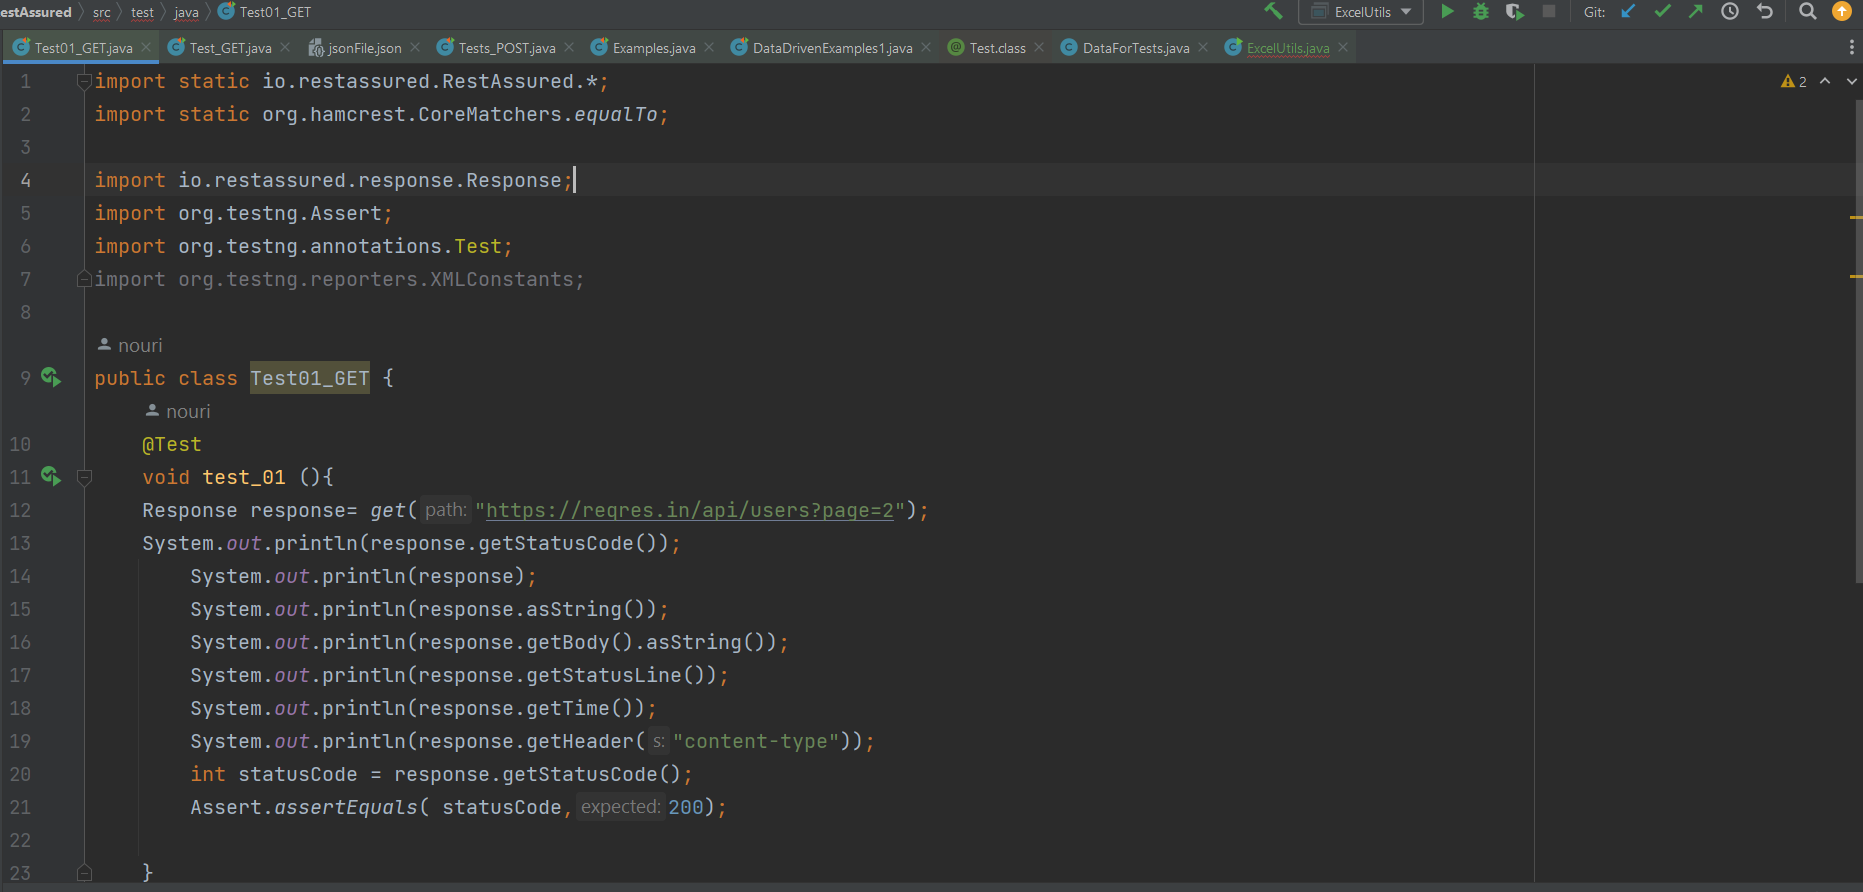 estAssured src test java Test01_GET ExcelUtils Git:
Test01_GET.java Test_GET.java jsonFile.json Tests_POST.java Examples.java DataDrivenExamples1.java Test.class DataForTests.java ExcelUtils.java
1 import static io.restassured.RestAssured.*; 2
2 import static org.hamcrest.CoreMatchers.equalTo;
3
4 import io.restassured.response.Response;
5 import org.testng.Assert;
6 import org.testng.annotations.Test;
7 import org.testng.reporters.XMLConstants;
8
nouri
9 public class Test01_GET {
nouri
10 @Test
11 void test_01 (){
12 Response response= get( path: "https://reqres.in/api/users?page=2");
13 System.out.println(response.getStatusCode());
14 System.out.println(response);
15 System.out.println(response.asString());
16 System.out.println(response.getBody().asString());
17 System.out.println(response.getStatusLine());
18 System.out.println(response.getTime());
19 System.out.println(response.getHeader( s: "content-type"));
20 int statusCode = response.getStatusCode();
21 Assert.assertEquals( statusCode, expected: 200);
22
23 }